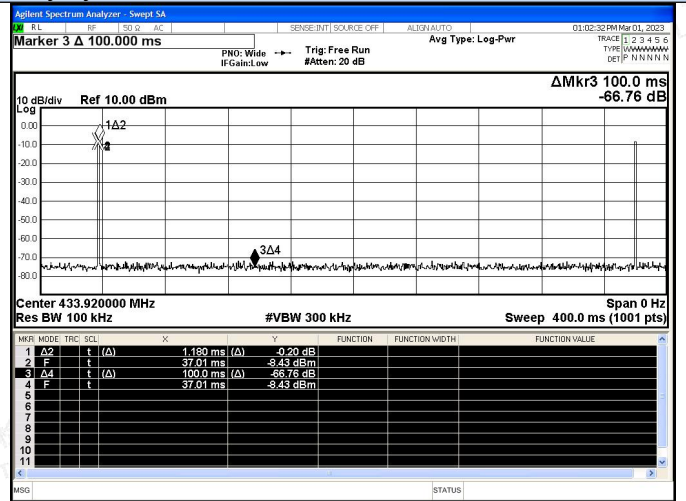 Agilent Spectrum Analyzer - Swept SA
RL RF 50 Ω AC SENSE:INT SOURCE OFF ALIGN AUTO 01:02:32 PM Mar 01, 2023
Marker 3 Δ 100.000 ms
PNO: Wide Trig: Free Run Avg Type: Log-Pwr TRACE 1 2 3 4 5 6
IFGain:Low #Atten: 20 dB TYPE
DET P N N N N N
ΔMkr3 100.0 ms
-66.76 dB
10 dB/div Ref 10.00 dBm
Log
0.00
-10.0
-20.0
-30.0
-40.0
-50.0
-60.0
-70.0
-80.0
1Δ2
3Δ4
Center 433.920000 MHz Span 0 Hz
Res BW 100 kHz #VBW 300 kHz Sweep 400.0 ms (1001 pts)
MKR MODE TRC SCL X Y FUNCTION FUNCTION WIDTH FUNCTION VALUE
1 Δ2 t (Δ) 1.180 ms (Δ) -0.20 dB
2 F t 37.01 ms -8.43 dBm
3 Δ4 t (Δ) 100.0 ms (Δ) -66.76 dB
4 F t 37.01 ms -8.43 dBm
5
6
7
8
9
10
11
MSG STATUS